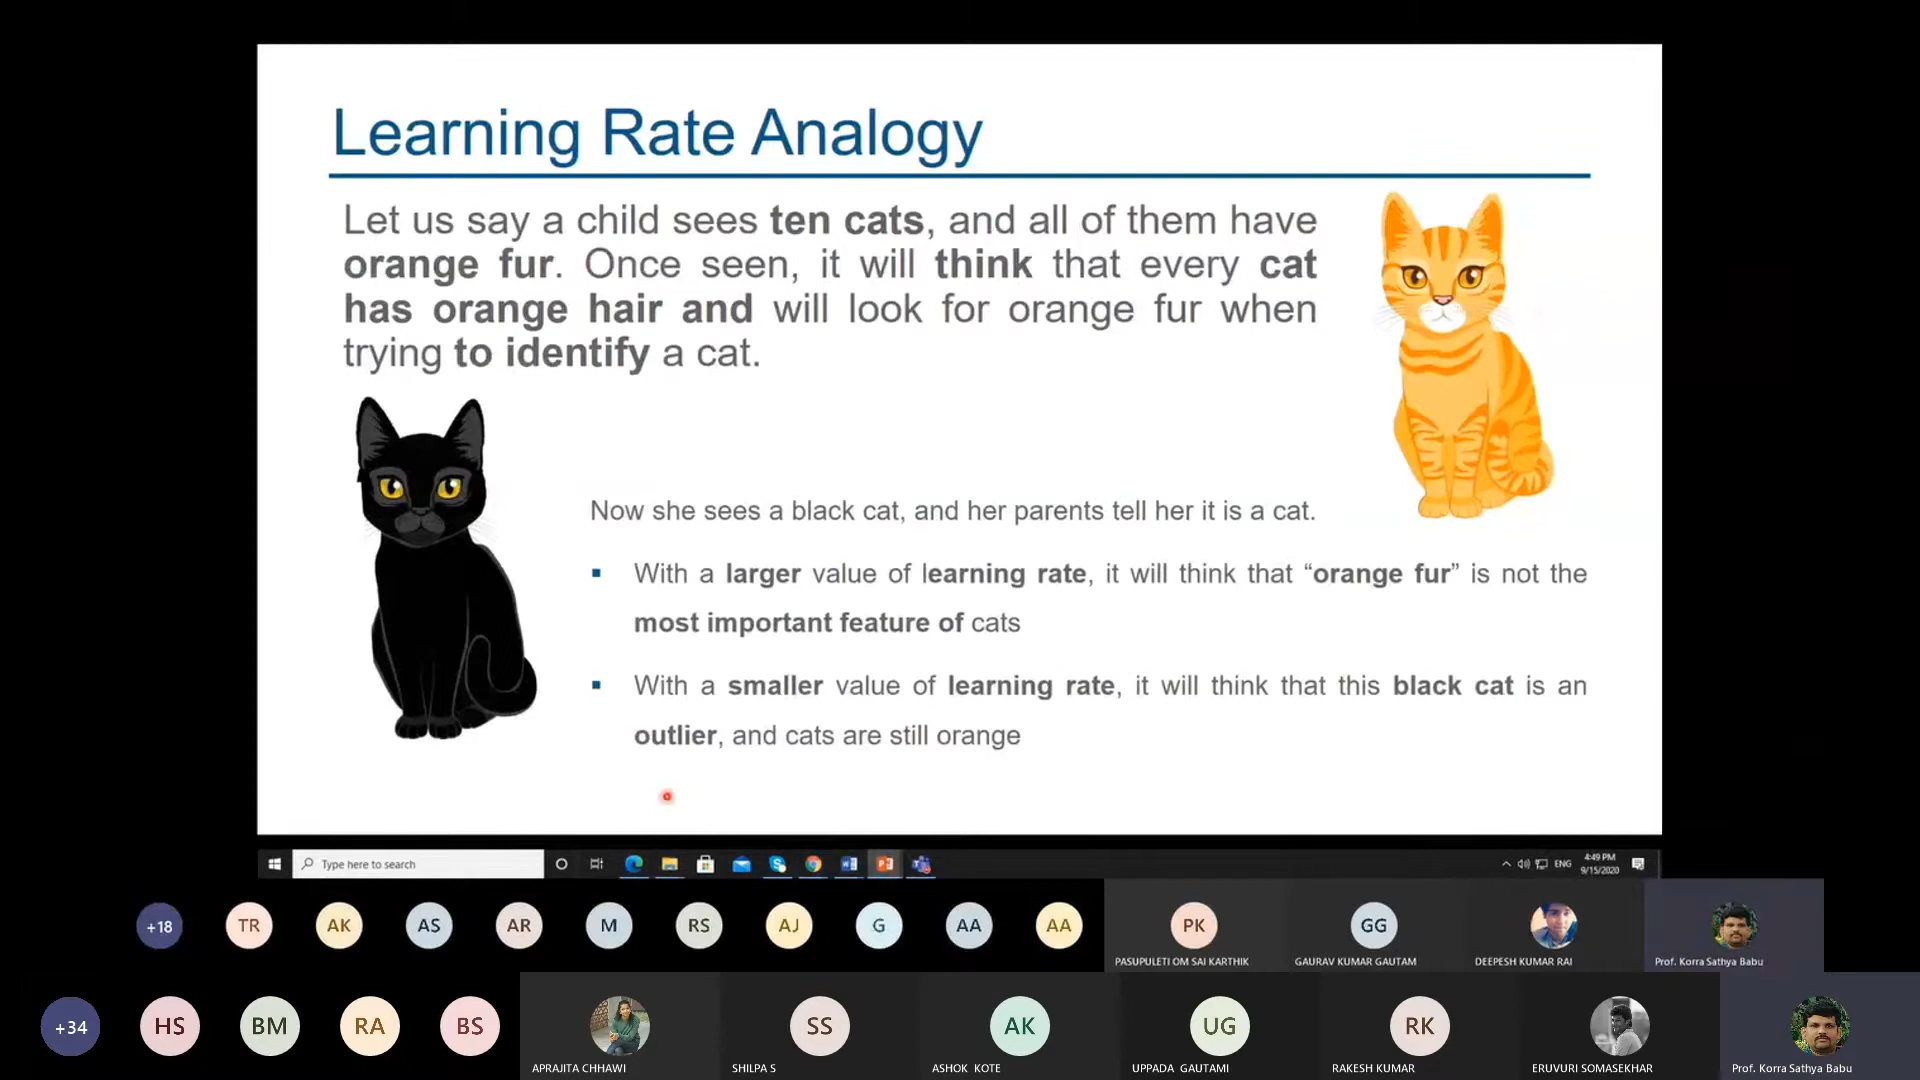 Learning Rate Analogy
Let us say a child sees ten cats, and all of them have
orange fur. Once seen, it will think that every cat
has orange hair and will look for orange fur when
trying to identify a cat.
Now she sees a black cat, and her parents tell her it is a cat.
▪ With a larger value of learning rate, it will think that “orange fur” is not the
most important feature of cats
▪ With a smaller value of learning rate, it will think that this black cat is an
outlier, and cats are still orange
Type here to search
ENG
4:49 PM
9/15/2020
+18 TR AK AS AR M RS AJ G AA AA PK GG
PASUPULETI OM SAI KARTHIK GAURAV KUMAR GAUTAM DEEPESH KUMAR RAI Prof. Korra Sathya Babu
+34 HS BM RA BS SS AK UG RK
APRAJITA CHHAWI SHILPA S ASHOK KOTE UPPADA GAUTAMI RAKESH KUMAR ERUVURI SOMASEKHAR Prof. Korra Sathya Babu